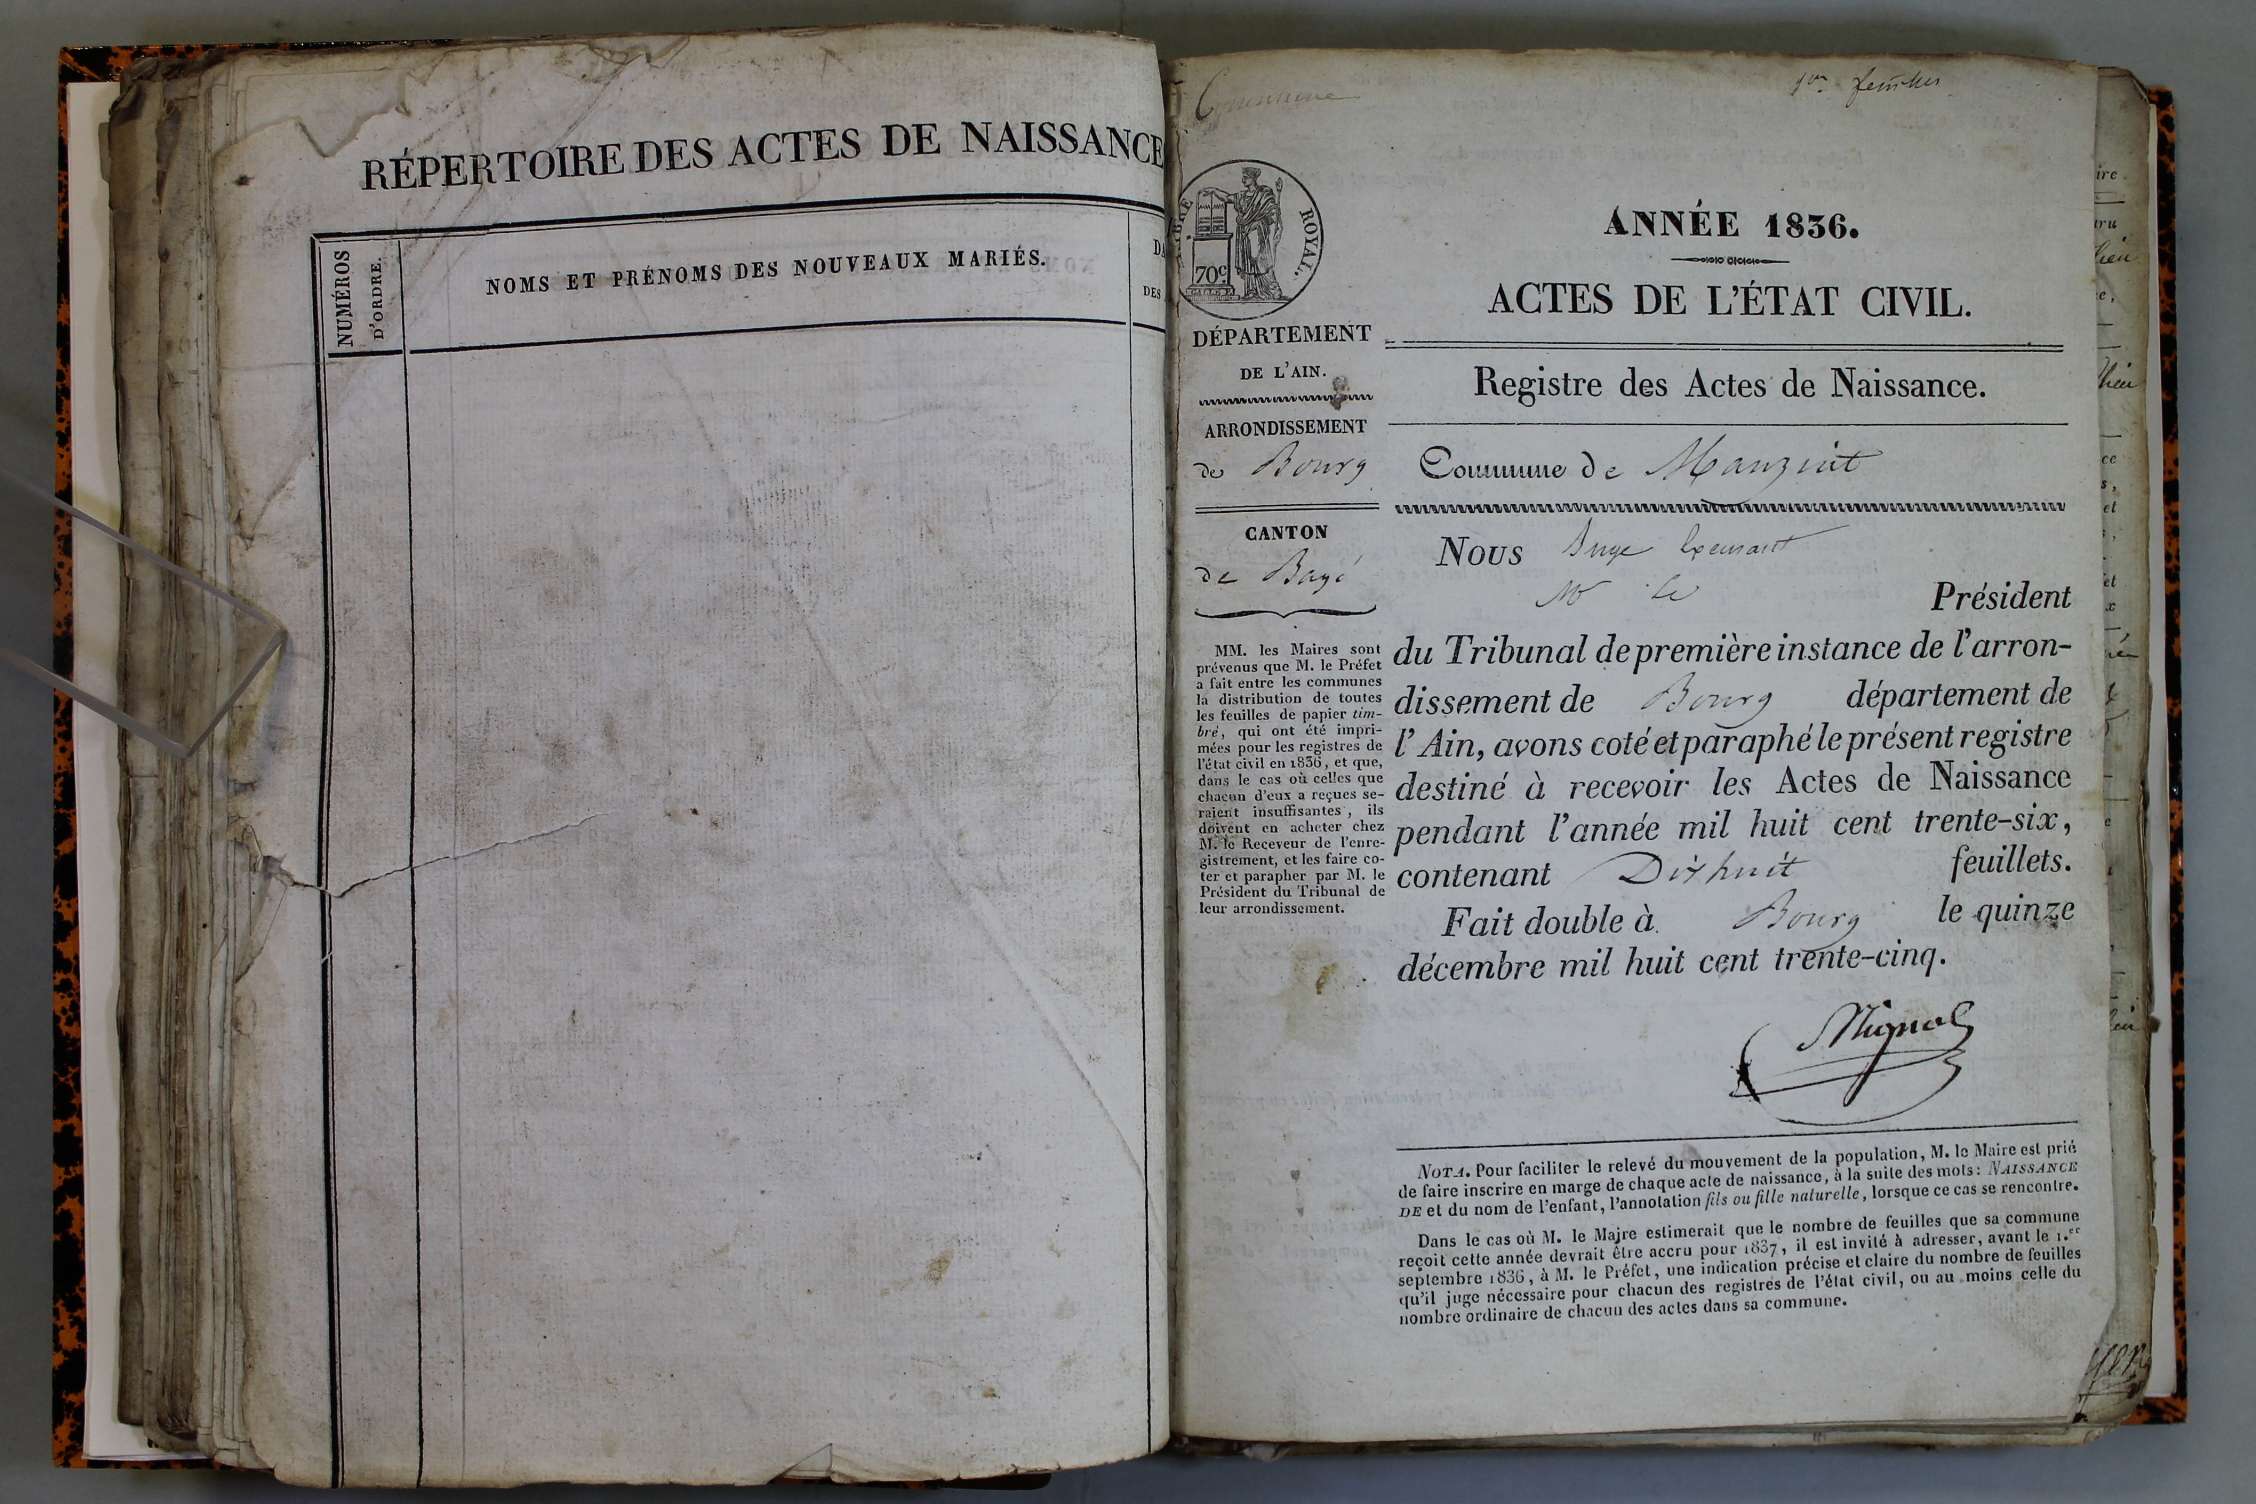 RÉPERTOIRE DES ACTES DE NAISSANCE
NUMÉROS
D'ORDRE.
NOMS ET PRÉNOMS DES NOUVEAUX MARIÉS.
DES
Commune
TIMBRE ROYAL.
70c
DÉPARTEMENT
DE L'AIN.
ARRONDISSEMENT
de Bourg
CANTON
de Bagé
MM. les Maires sont
prévenus que M. le Préfet
a fait entre les communes
la distribution de toutes
les feuilles de papier tim-
bré, qui ont été impri-
mées pour les registres de
l'état civil en 1836, et que,
dans le cas où celles que
chacun d'eux a reçues se-
raient insuffisantes, ils
doivent en acheter chez
M. le Receveur de l'enre-
gistrement, et les faire co-
ter et parapher par M. le
Président du Tribunal de
leur arrondissement.
ANNÉE 1836.
ACTES DE L'ÉTAT CIVIL.
Registre des Actes de Naissance.
Commune de Manziat
Nous Juge
Président
du Tribunal de première instance de l'arron-
dissement de Bourg département de
l'Ain, avons coté et paraphé le présent registre
destiné à recevoir les Actes de Naissance
pendant l'année mil huit cent trente-six,
contenant Dix huit feuillets.
Fait double à Bourg le quinze
décembre mil huit cent trente-cinq.
NOTA. Pour faciliter le relevé du mouvement de la population, M. le Maire est prié
de faire inscrire en marge de chaque acte de naissance, à la suite des mots: NAISSANCE
DE et du nom de l'enfant, l'annotation fils ou fille naturelle, lorsque ce cas se rencontre.
Dans le cas où M. le Maire estimerait que le nombre de feuilles que sa commune
reçoit cette année devrait être accru pour 1837, il est invité à adresser, avant le 1.er
septembre 1836, à M. le Préfet, une indication précise et claire du nombre de feuilles
qu'il juge nécessaire pour chacun des registres de l'état civil, ou au moins celle du
nombre ordinaire de chacun des actes dans sa commune.